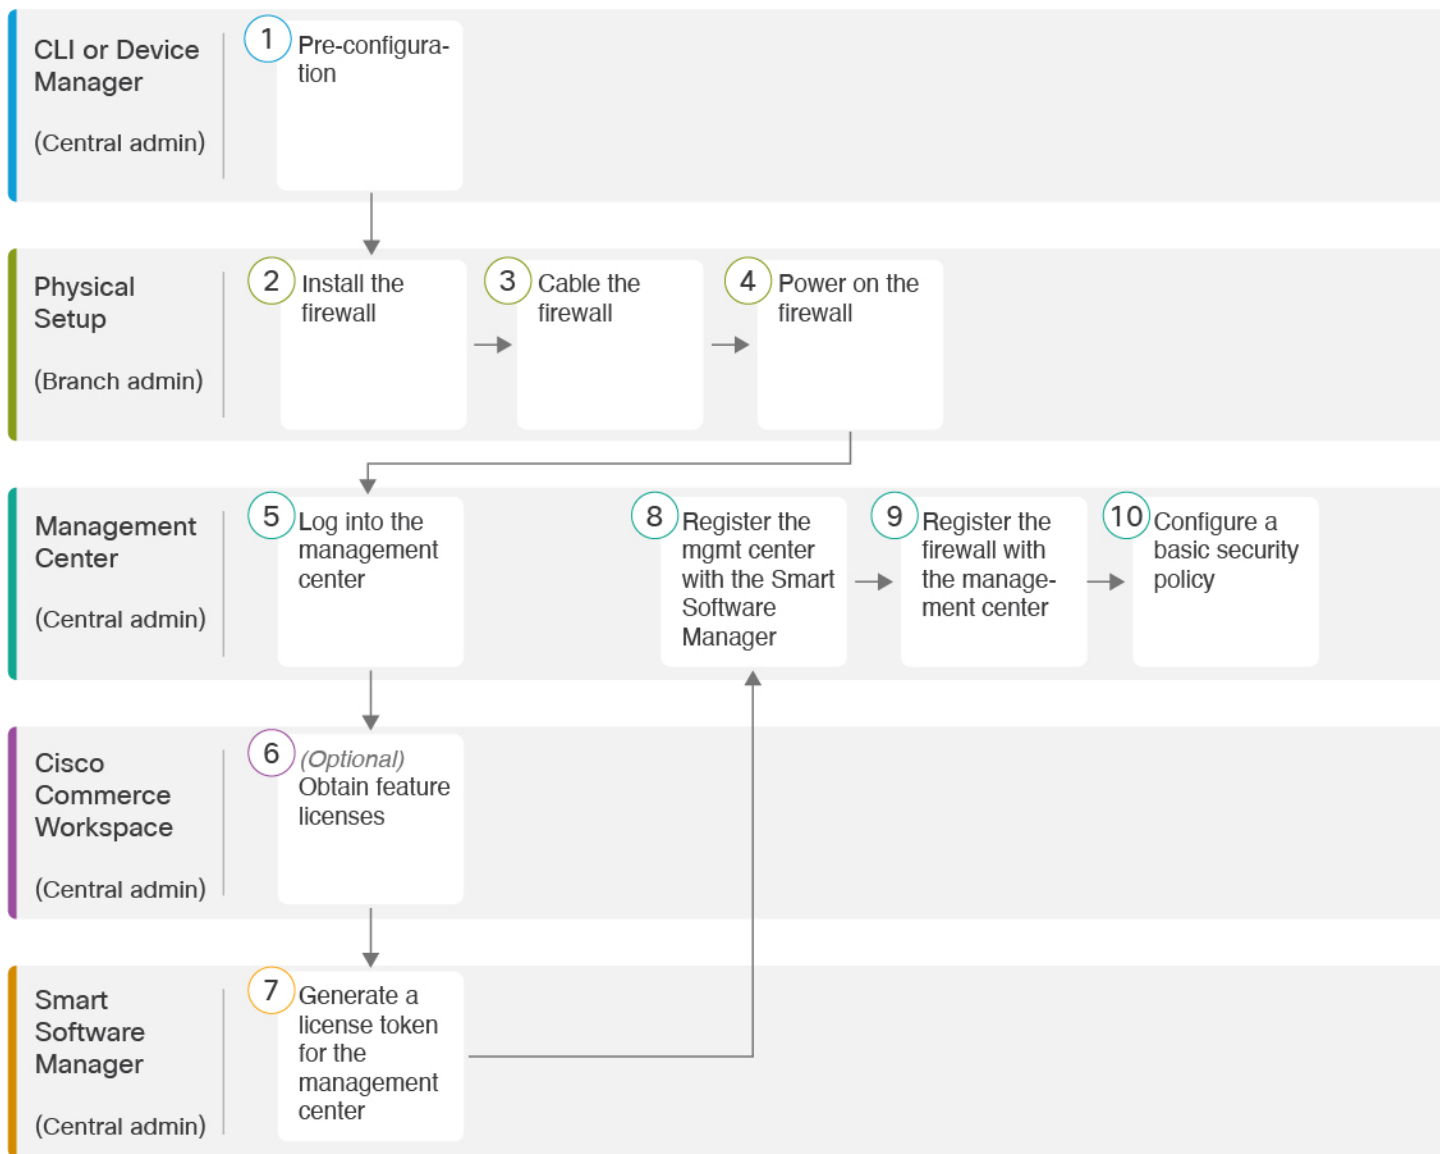 CLI or Device
Manager
(Central admin)
1
Pre-configura-
tion
Physical
Setup
(Branch admin)
2
Install the
firewall
3
Cable the
firewall
4
Power on the
firewall
Management
Center
(Central admin)
5
Log into the
management
center
8
Register the
mgmt center
with the Smart
Software
Manager
9
Register the
firewall with
the manage-
ment center
10
Configure a
basic security
policy
Cisco
Commerce
Workspace
(Central admin)
6
(Optional)
Obtain feature
licenses
Smart
Software
Manager
(Central admin)
7
Generate a
license token
for the
management
center